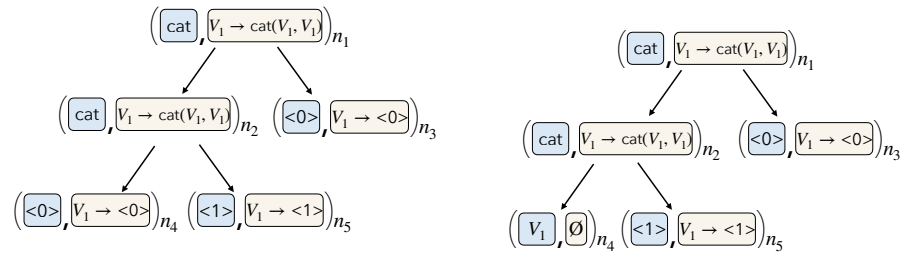 (cat, V₁ → cat(V₁, V₁))n₁
(cat, V₁ → cat(V₁, V₁))n₂ (<0>, V₁ → <0>)n₃
(<0>, V₁ → <0>)n₄ (<1>, V₁ → <1>)n₅
(cat, V₁ → cat(V₁, V₁))n₁
(cat, V₁ → cat(V₁, V₁))n₂ (<0>, V₁ → <0>)n₃
(V₁, Ø)n₄ (<1>, V₁ → <1>)n₅